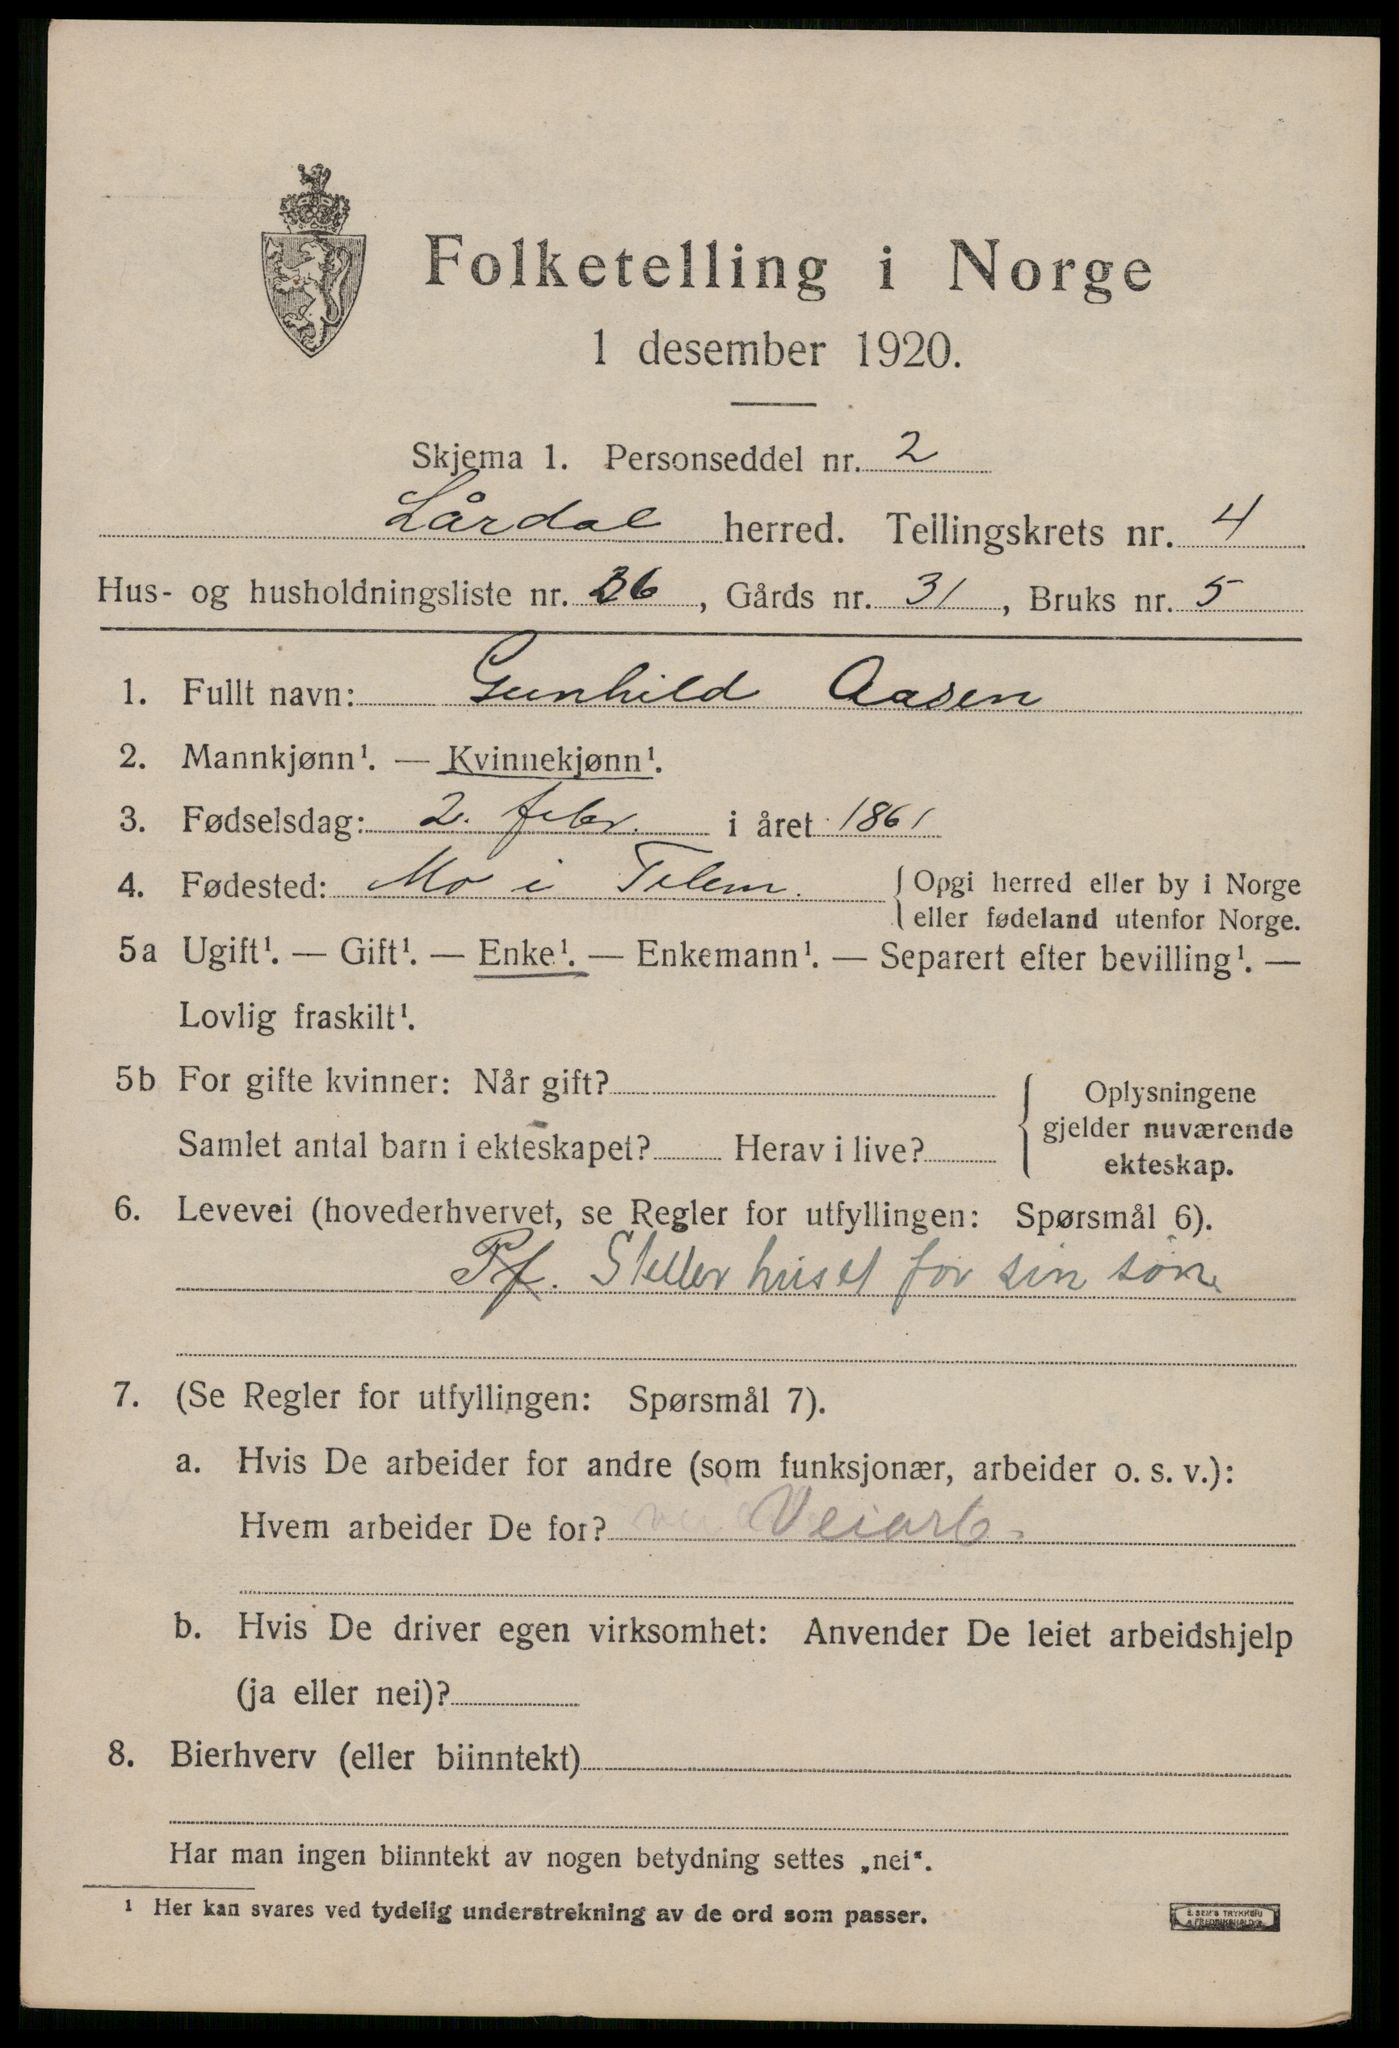 Folketelling i Norge
1 desember 1920.
Skjema 1. Personseddel nr. 2
Lårdal herred. Tellingskrets nr. 4
Hus- og husholdningsliste nr. 26, Gårds nr. 31, Bruks nr. 5
1. Fullt navn: Gunhild Aasen
2. Mannkjønn¹. — Kvinnekjønn¹.
3. Fødselsdag: 2. febr. i året 1861
4. Fødested: Mo i Telem. { Opgi herred eller by i Norge
eller fødeland utenfor Norge.
5a Ugift¹. — Gift¹. — Enke¹. — Enkemann¹. — Separert efter bevilling¹. —
Lovlig fraskilt¹.
5b For gifte kvinner: Når gift? { Oplysningene
gjelder nuværende
Samlet antal barn i ekteskapet? Herav i live?
ekteskap.
6. Levevei (hovederhvervet, se Regler for utfyllingen: Spørsmål 6).
Pf. Steller huset for sin søn.
7. (Se Regler for utfyllingen: Spørsmål 7).
a. Hvis De arbeider for andre (som funksjonær, arbeider o. s. v.):
Hvem arbeider De for? Veiarb.
b. Hvis De driver egen virksomhet: Anvender De leiet arbeidshjelp
(ja eller nei)?
8. Bierhverv (eller biinntekt)
Har man ingen biinntekt av nogen betydning settes „nei“.
¹ Her kan svares ved tydelig understrekning av de ord som passer.
E. SEM'S TRYKKERI
FREDRIKSHALD